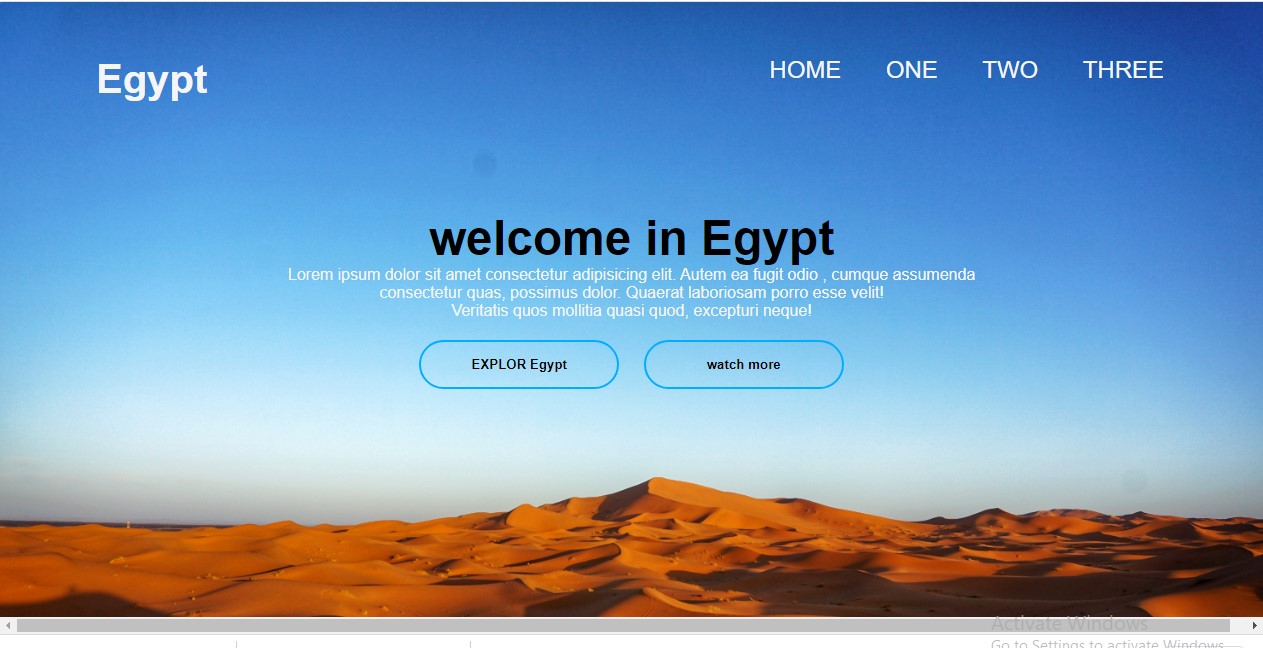 Egypt
HOME ONE TWO THREE
welcome in Egypt
Lorem ipsum dolor sit amet consectetur adipisicing elit. Autem ea fugit odio , cumque assumenda
consectetur quas, possimus dolor. Quaerat laboriosam porro esse velit!
Veritatis quos mollitia quasi quod, excepturi neque!
EXPLOR Egypt
watch more
Activate Windows
Go to Settings to activate Windows.